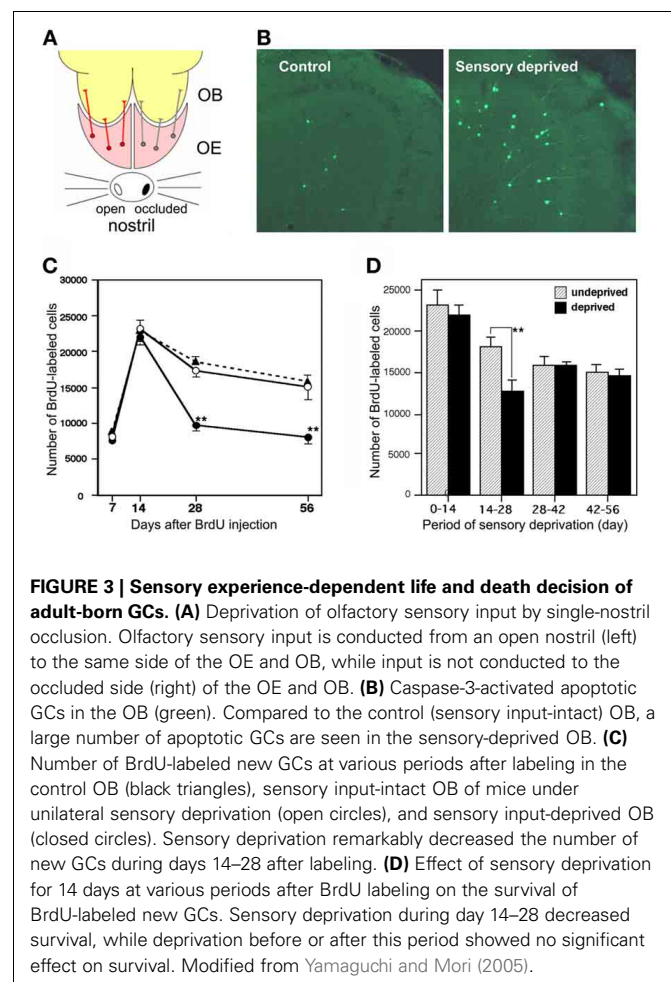 A
OB
OE
open occluded
nostril
B
Control
Sensory deprived
C
30000
25000
20000
15000
10000
5000
0
Number of BrdU-labeled cells
**
**
7 14 28 56
Days after BrdU injection
D
undeprived
deprived
25000
20000
15000
10000
5000
0
Number of BrdU-labeled cells
**
0-14 14-28 28-42 42-56
Period of sensory deprivation (day)
FIGURE 3 | Sensory experience-dependent life and death decision of
adult-born GCs. (A) Deprivation of olfactory sensory input by single-nostril
occlusion. Olfactory sensory input is conducted from an open nostril (left)
to the same side of the OE and OB, while input is not conducted to the
occluded side (right) of the OE and OB. (B) Caspase-3-activated apoptotic
GCs in the OB (green). Compared to the control (sensory input-intact) OB, a
large number of apoptotic GCs are seen in the sensory-deprived OB. (C)
Number of BrdU-labeled new GCs at various periods after labeling in the
control OB (black triangles), sensory input-intact OB of mice under
unilateral sensory deprivation (open circles), and sensory input-deprived OB
(closed circles). Sensory deprivation remarkably decreased the number of
new GCs during days 14–28 after labeling. (D) Effect of sensory deprivation
for 14 days at various periods after BrdU labeling on the survival of
BrdU-labeled new GCs. Sensory deprivation during day 14–28 decreased
survival, while deprivation before or after this period showed no significant
effect on survival. Modified from Yamaguchi and Mori (2005).